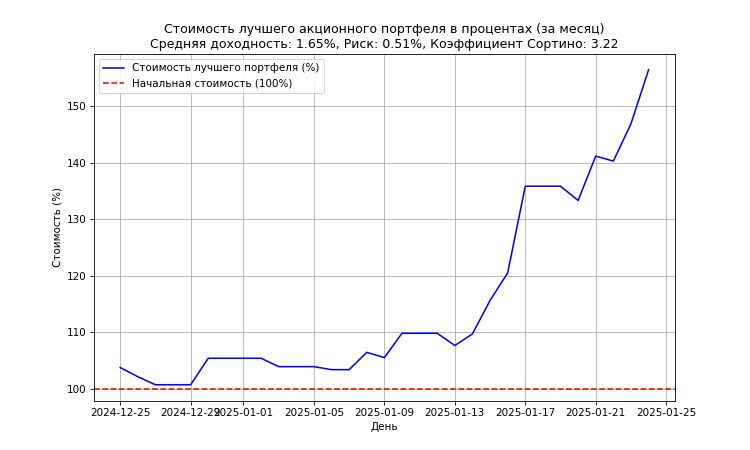 Стоимость лучшего акционного портфеля в процентах (за месяц)
Средняя доходность: 1.65%, Риск: 0.51%, Коэффициент Сортино: 3.22
Стоимость лучшего портфеля (%)
Начальная стоимость (100%)
Стоимость (%)
150
140
130
120
110
100
2024-12-25 2024-12-29 2025-01-01 2025-01-05 2025-01-09 2025-01-13 2025-01-17 2025-01-21 2025-01-25
День